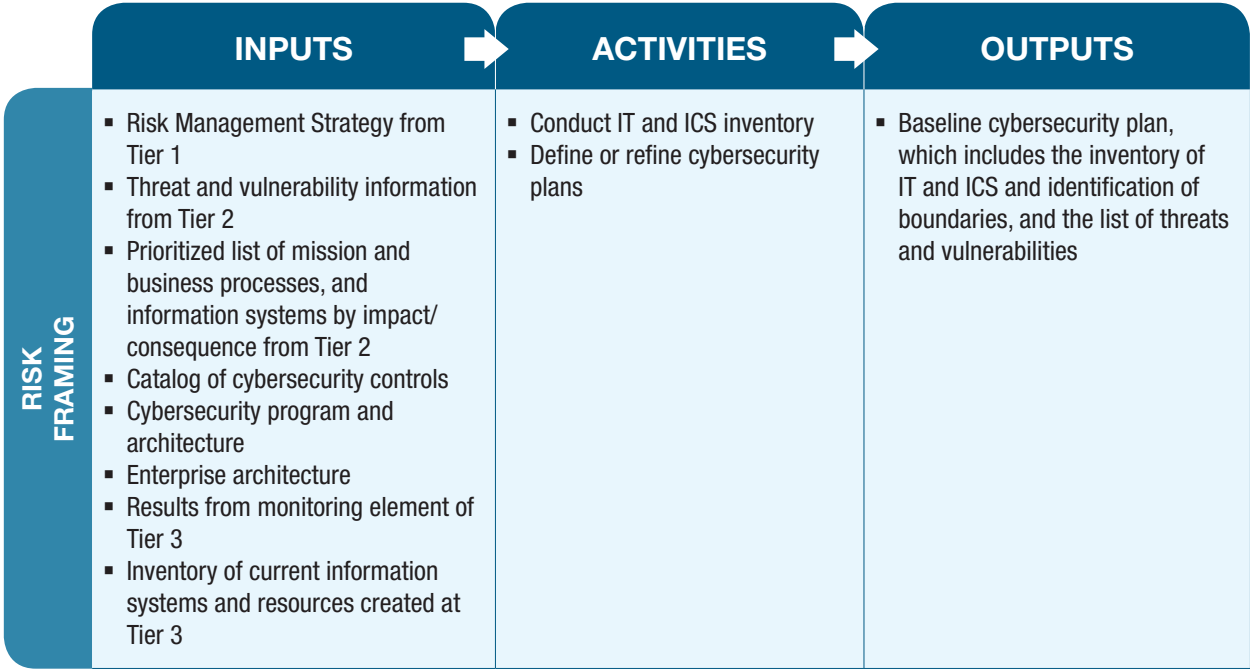 INPUTS
ACTIVITIES
OUTPUTS
RISK
FRAMING
▪ Risk Management Strategy from
Tier 1
▪ Threat and vulnerability information
from Tier 2
▪ Prioritized list of mission and
business processes, and
information systems by impact/
consequence from Tier 2
▪ Catalog of cybersecurity controls
▪ Cybersecurity program and
architecture
▪ Enterprise architecture
▪ Results from monitoring element of
Tier 3
▪ Inventory of current information
systems and resources created at
Tier 3
▪ Conduct IT and ICS inventory
▪ Define or refine cybersecurity
plans
▪ Baseline cybersecurity plan,
which includes the inventory of
IT and ICS and identification of
boundaries, and the list of threats
and vulnerabilities